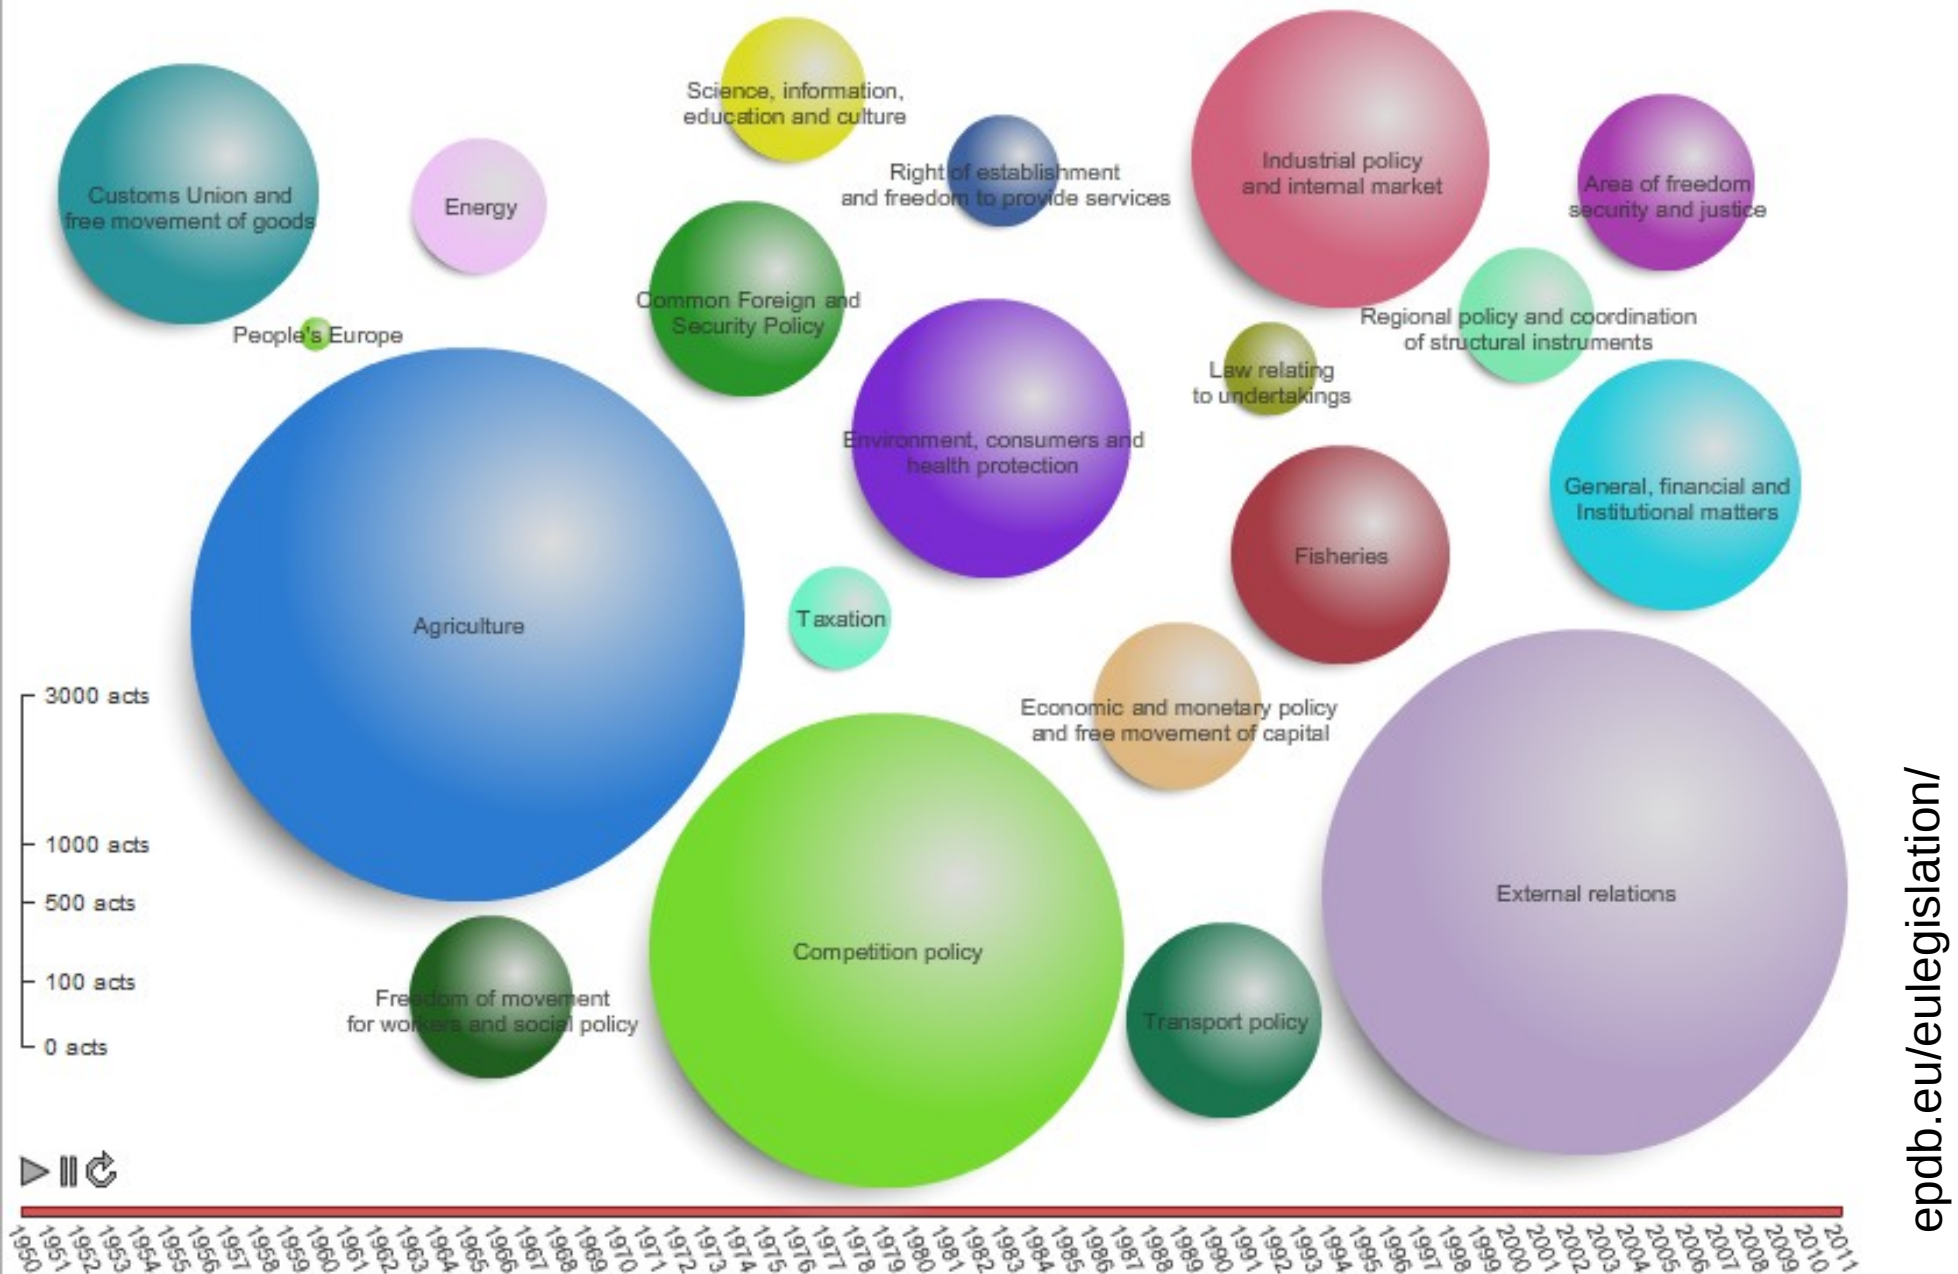 Science, information,
education and culture
Right of establishment
and freedom to provide services
Industrial policy
and internal market
Area of freedom
security and justice
Customs Union and
free movement of goods
Energy
Common Foreign and
Security Policy
People's Europe
Regional policy and coordination
of structural instruments
Law relating
to undertakings
Environment, consumers and
health protection
General, financial and
Institutional matters
Fisheries
Agriculture
Taxation
Economic and monetary policy
and free movement of capital
3000 acts
1000 acts
500 acts
100 acts
0 acts
External relations
Competition policy
Freedom of movement
for workers and social policy
Transport policy
epdb.eu/eulegislation/
1950
1951
1952
1953
1954
1955
1956
1957
1958
1959
1960
1961
1962
1963
1964
1965
1966
1967
1968
1969
1970
1971
1972
1973
1974
1975
1976
1977
1978
1979
1980
1981
1982
1983
1984
1985
1986
1987
1988
1989
1990
1991
1992
1993
1994
1995
1996
1997
1998
1999
2000
2001
2002
2003
2004
2005
2006
2007
2008
2009
2010
2011